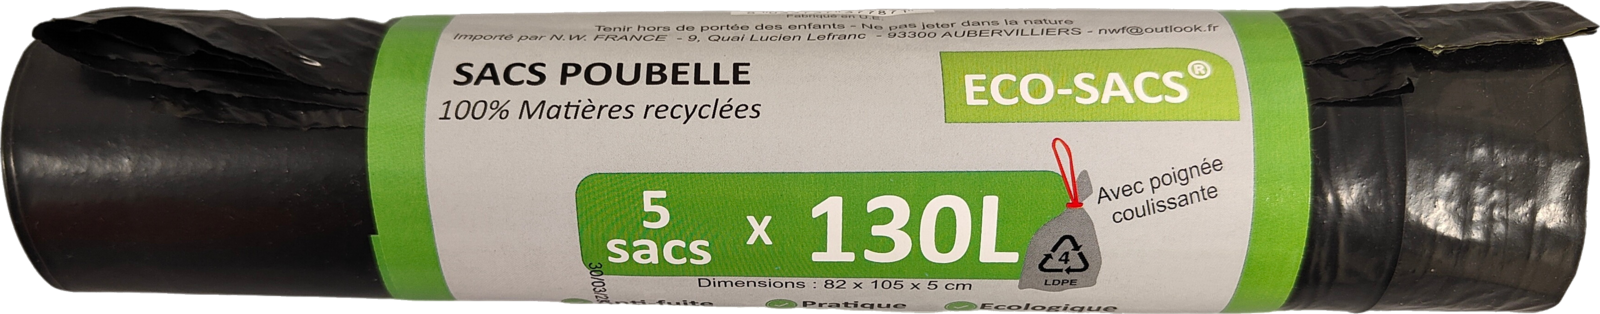 Fabriqué en U.E.
Tenir hors de portée des enfants - Ne pas jeter dans la nature
Importé par N.W. FRANCE - 9, Quai Lucien Lefranc - 93300 AUBERVILLIERS - nwf@outlook.fr
SACS POUBELLE
100% Matières recyclées
ECO-SACS®
5
sacs x 130L
Avec poignée
coulissante
4
LDPE
Dimensions : 82 x 105 x 5 cm
Anti-fuite Pratique Ecologique